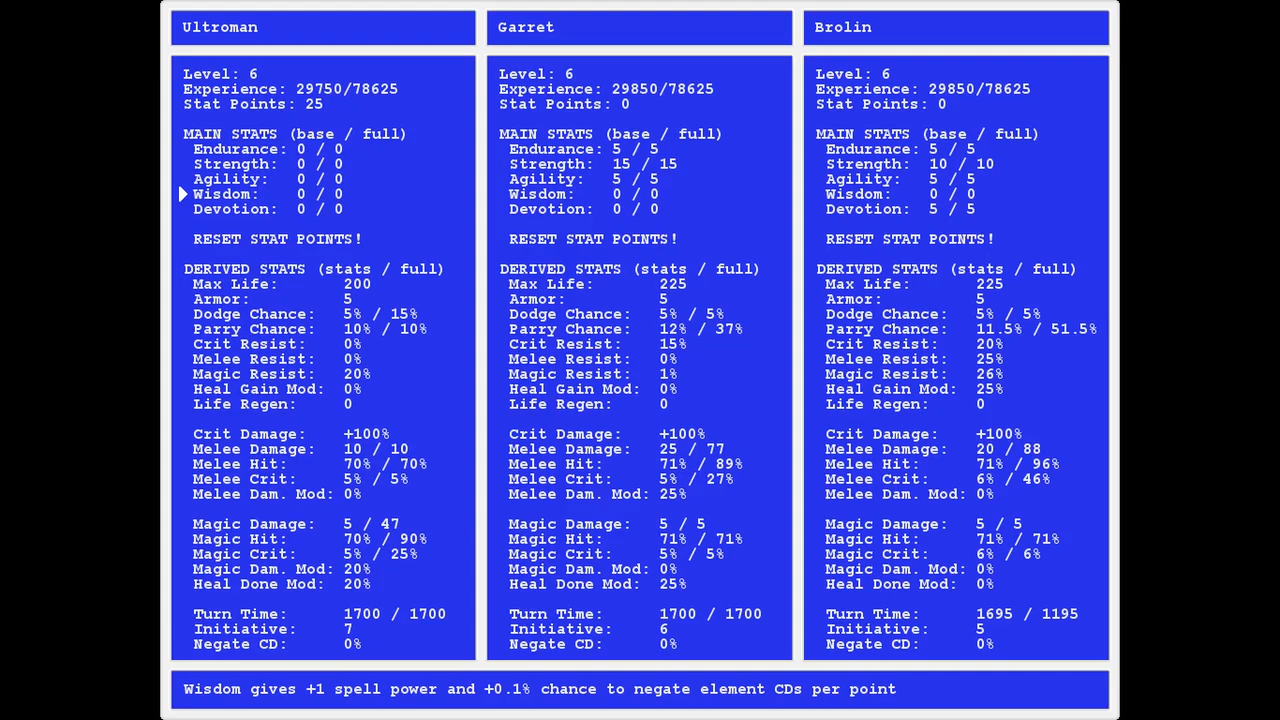 Ultroman
Level: 6
Experience: 29750/78625
Stat Points: 25
MAIN STATS (base / full)
Endurance: 0 / 0
Strength: 0 / 0
Agility: 0 / 0
Wisdom: 0 / 0
Devotion: 0 / 0
RESET STAT POINTS!
DERIVED STATS (stats / full)
Max Life: 200
Armor: 5
Dodge Chance: 5% / 15%
Parry Chance: 10% / 10%
Crit Resist: 0%
Melee Resist: 0%
Magic Resist: 20%
Heal Gain Mod: 0%
Life Regen: 0
Crit Damage: +100%
Melee Damage: 10 / 10
Melee Hit: 70% / 70%
Melee Crit: 5% / 5%
Melee Dam. Mod: 0%
Magic Damage: 5 / 47
Magic Hit: 70% / 90%
Magic Crit: 5% / 25%
Magic Dam. Mod: 20%
Heal Done Mod: 20%
Turn Time: 1700 / 1700
Initiative: 7
Negate CD: 0%
Garret
Level: 6
Experience: 29850/78625
Stat Points: 0
MAIN STATS (base / full)
Endurance: 5 / 5
Strength: 15 / 15
Agility: 5 / 5
Wisdom: 0 / 0
Devotion: 0 / 0
RESET STAT POINTS!
DERIVED STATS (stats / full)
Max Life: 225
Armor: 5
Dodge Chance: 5% / 5%
Parry Chance: 12% / 37%
Crit Resist: 15%
Melee Resist: 0%
Magic Resist: 1%
Heal Gain Mod: 0%
Life Regen: 0
Crit Damage: +100%
Melee Damage: 25 / 77
Melee Hit: 71% / 89%
Melee Crit: 5% / 27%
Melee Dam. Mod: 25%
Magic Damage: 5 / 5
Magic Hit: 71% / 71%
Magic Crit: 5% / 5%
Magic Dam. Mod: 0%
Heal Done Mod: 25%
Turn Time: 1700 / 1700
Initiative: 6
Negate CD: 0%
Brolin
Level: 6
Experience: 29850/78625
Stat Points: 0
MAIN STATS (base / full)
Endurance: 5 / 5
Strength: 10 / 10
Agility: 5 / 5
Wisdom: 0 / 0
Devotion: 5 / 5
RESET STAT POINTS!
DERIVED STATS (stats / full)
Max Life: 225
Armor: 5
Dodge Chance: 5% / 5%
Parry Chance: 11.5% / 51.5%
Crit Resist: 20%
Melee Resist: 25%
Magic Resist: 26%
Heal Gain Mod: 25%
Life Regen: 0
Crit Damage: +100%
Melee Damage: 20 / 88
Melee Hit: 71% / 96%
Melee Crit: 6% / 46%
Melee Dam. Mod: 0%
Magic Damage: 5 / 5
Magic Hit: 71% / 71%
Magic Crit: 6% / 6%
Magic Dam. Mod: 0%
Heal Done Mod: 0%
Turn Time: 1695 / 1195
Initiative: 5
Negate CD: 0%
Wisdom gives +1 spell power and +0.1% chance to negate element CDs per point